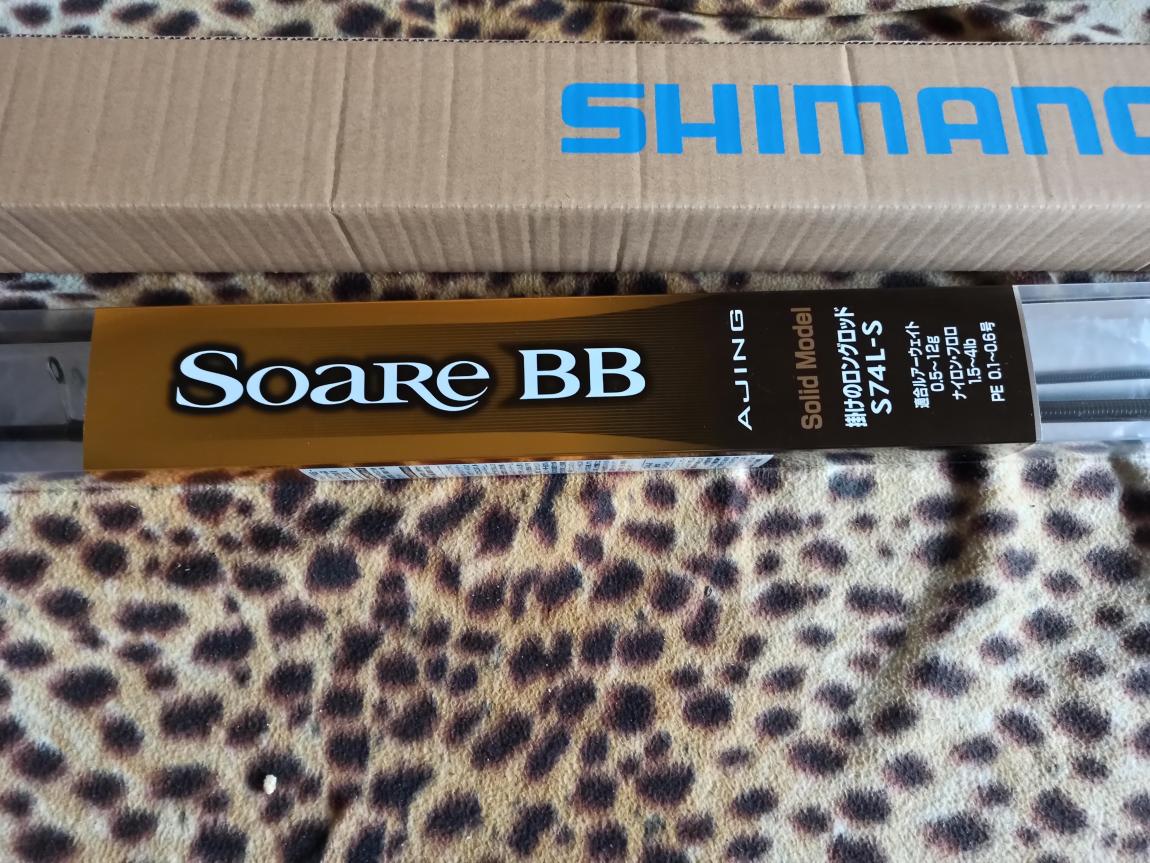 SHIMANO
SOARE BB
AJING
Solid Model
掛けのロングロッド
S74L-S
適合ルアーウェイト
0.5~12g
ナイロン・フロロ
1.5~4lb
PE 0.1~0.6号